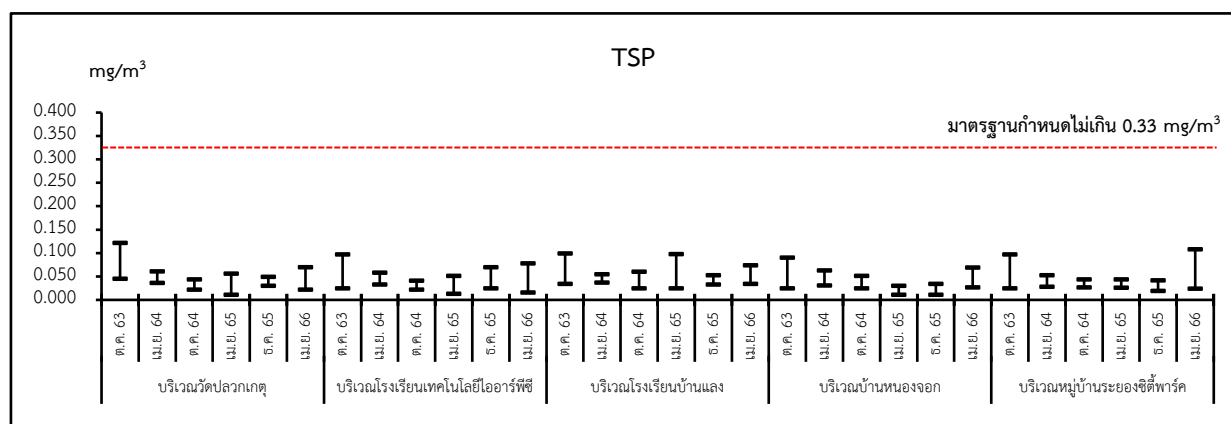 TSP
mg/m³
มาตรฐานกำหนดไม่เกิน 0.33 mg/m³
0.400
0.350
0.300
0.250
0.200
0.150
0.100
0.050
0.000
ต.ค. 63 เม.ย. 64 ต.ค. 64 เม.ย. 65 ธ.ค. 65 เม.ย. 66 ต.ค. 63 เม.ย. 64 ต.ค. 64 เม.ย. 65 ธ.ค. 65 เม.ย. 66 ต.ค. 63 เม.ย. 64 ต.ค. 64 เม.ย. 65 ธ.ค. 65 เม.ย. 66 ต.ค. 63 เม.ย. 64 ต.ค. 64 เม.ย. 65 ธ.ค. 65 เม.ย. 66 ต.ค. 63 เม.ย. 64 ต.ค. 64 เม.ย. 65 ธ.ค. 65 เม.ย. 66
บริเวณวัดปลวกเกตุ บริเวณโรงเรียนเทคโนโลยีไออาร์พีซี บริเวณโรงเรียนบ้านแลง บริเวณบ้านหนองจอก บริเวณหมู่บ้านระยองซิตี้พาร์ค